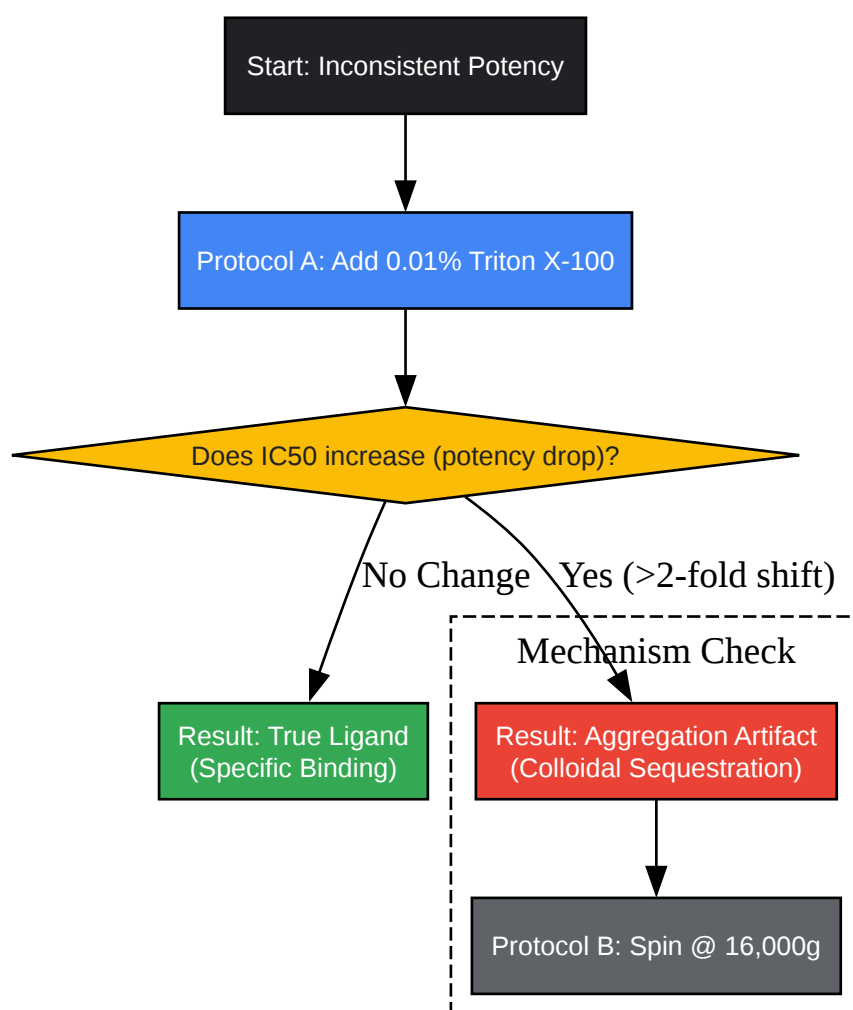 Start: Inconsistent Potency
Protocol A: Add 0.01% Triton X-100
Does IC50 increase (potency drop)?
No Change
Yes (>2-fold shift)
Mechanism Check
Result: True Ligand
(Specific Binding)
Result: Aggregation Artifact
(Colloidal Sequestration)
Protocol B: Spin @ 16,000g